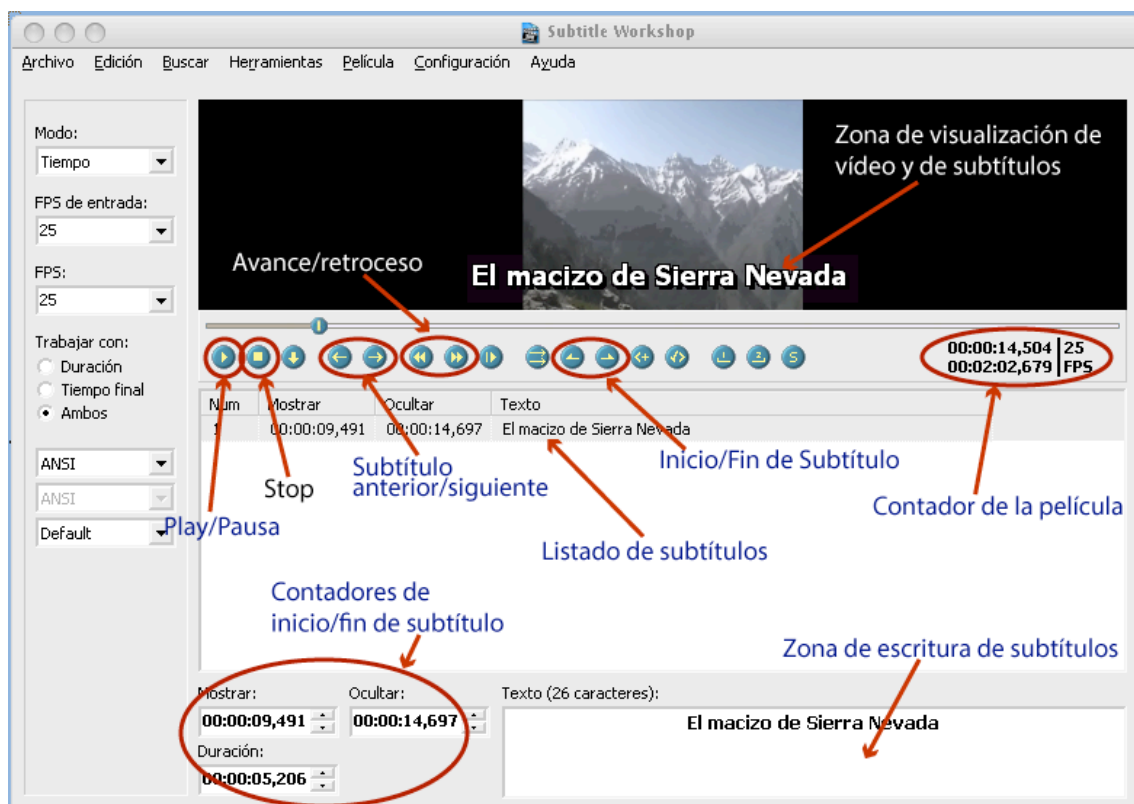 Subtitle Workshop
Archivo Edición Buscar Herramientas Película Configuración Ayuda
Modo:
Tiempo
FPS de entrada:
25
FPS:
25
Trabajar con:
Duración
Tiempo final
Ambos
ANSI
ANSI
Default
Zona de visualización de
vídeo y de subtítulos
Avance/retroceso
El macizo de Sierra Nevada
00:00:14,504 25
00:02:02,679 FPS
Num Mostrar Ocultar Texto
1 00:00:09,491 00:00:14,697 El macizo de Sierra Nevada
Play/Pausa
Stop
Subtítulo
anterior/siguiente
Inicio/Fin de Subtítulo
Contador de la película
Listado de subtítulos
Contadores de
inicio/fin de subtítulo
Zona de escritura de subtítulos
Mostrar: Ocultar:
00:00:09,491 00:00:14,697
Duración:
00:00:05,206
Texto (26 caracteres):
El macizo de Sierra Nevada